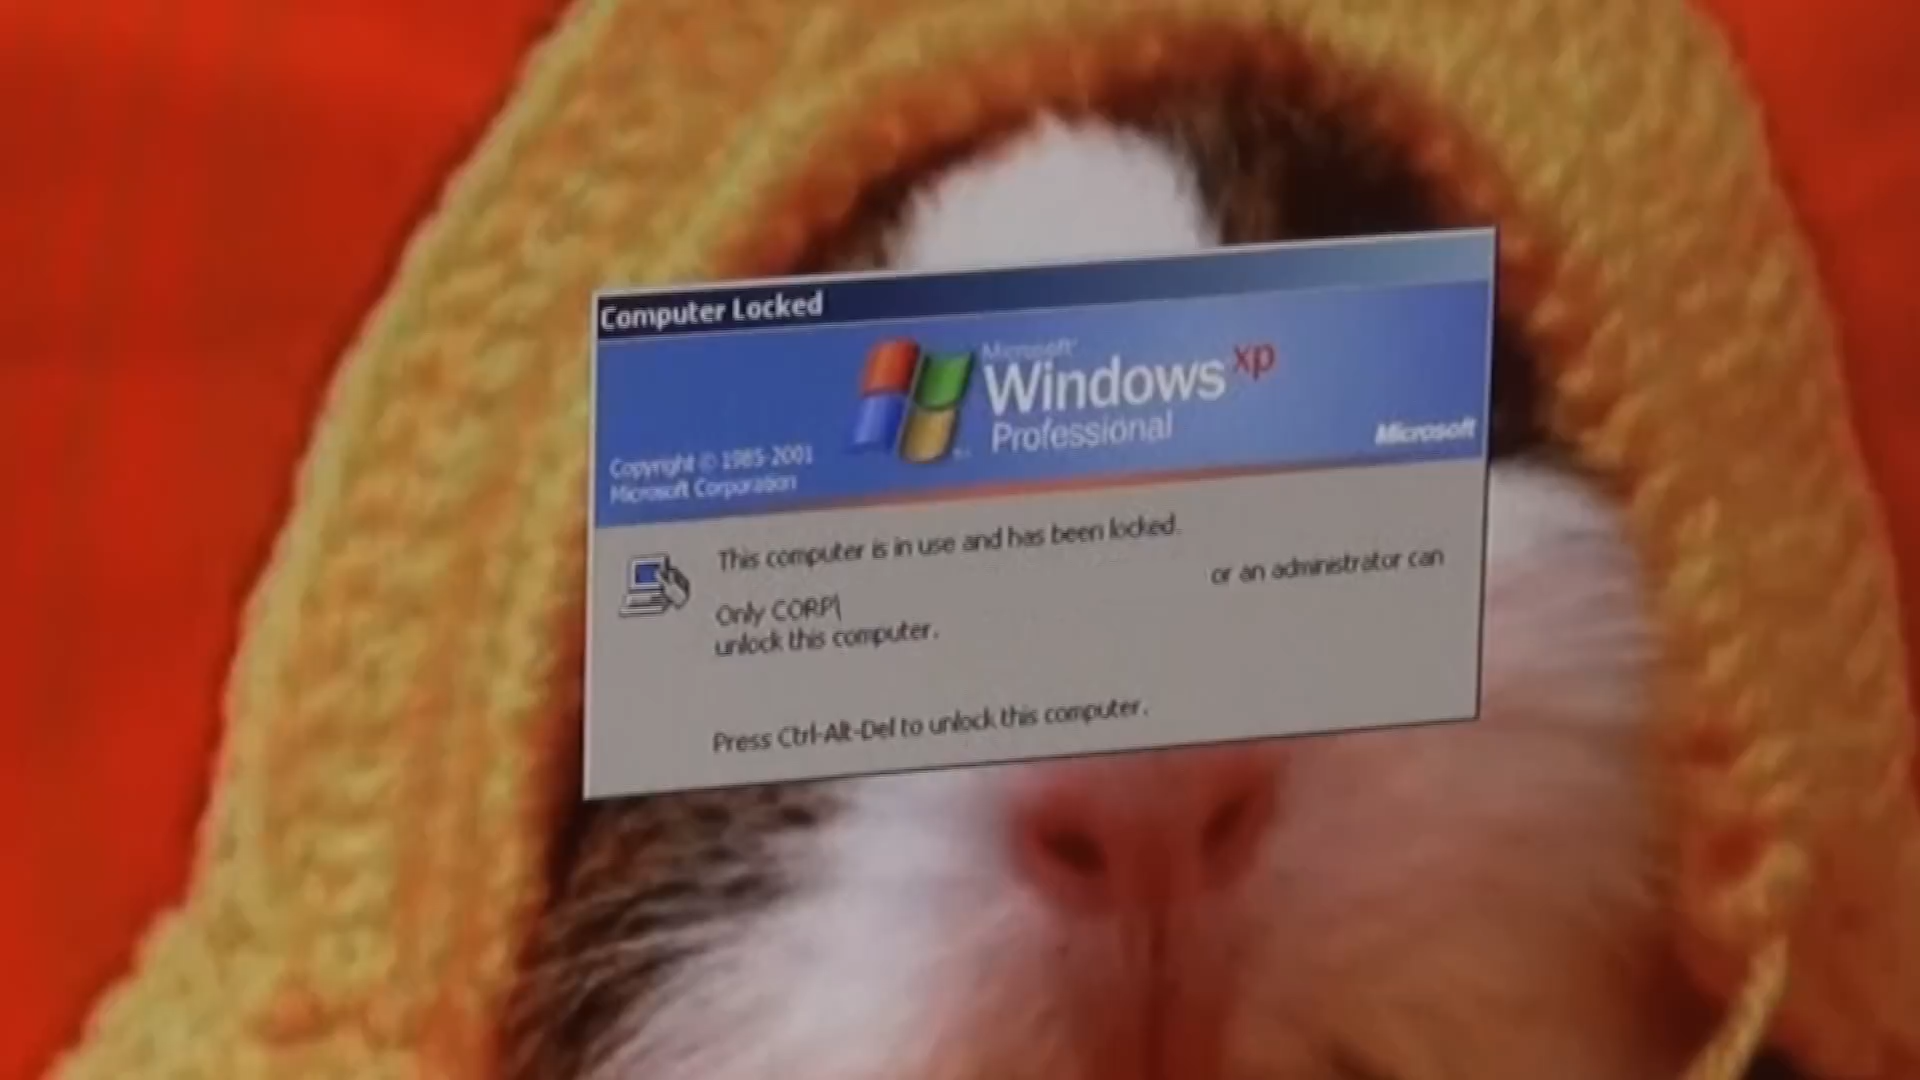 Computer Locked
Microsoft
Windows xp
Professional
Microsoft
Copyright © 1985-2001
Microsoft Corporation
This computer is in use and has been locked.
or an administrator can
Only CORP\
unlock this computer.
Press Ctrl-Alt-Del to unlock this computer.